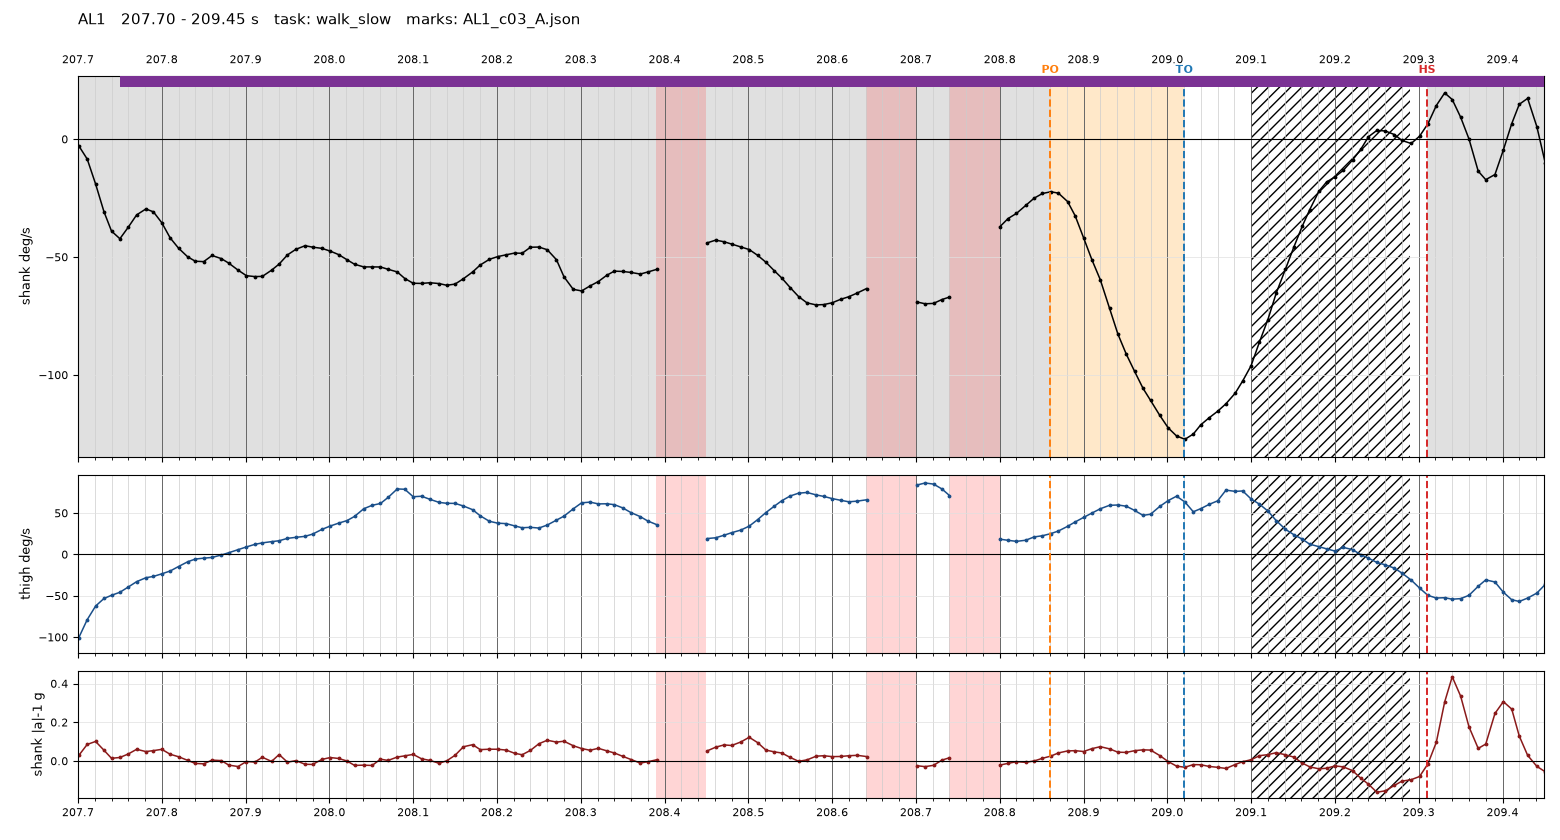 AL1   207.70 - 209.45 s   task: walk_slow   marks: AL1_c03_A.json
207.7 207.8 207.9 208.0 208.1 208.2 208.3 208.4 208.5 208.6 208.7 208.8 208.9 209.0 209.1 209.2 209.3 209.4
PO TO HS
shank deg/s
0
−50
−100
thigh deg/s
50
0
−50
−100
shank |a|-1 g
0.4
0.2
0.0
207.7 207.8 207.9 208.0 208.1 208.2 208.3 208.4 208.5 208.6 208.7 208.8 208.9 209.0 209.1 209.2 209.3 209.4